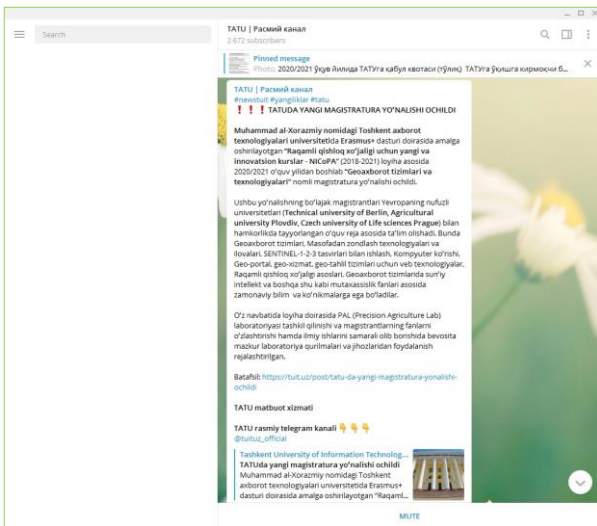 Search
TATU | Расмий канал
2 672 subscribers
Pinned message
Photo, 2020/2021 ўқув йилида ТАТУга қабул квотаси (тўлиқ) ТАТУга ўқишга кирмоқчи б...
TATU | Расмий канал
#newstuit #yangiliklar #tatu
❗❗❗TATUDA YANGI MAGISTRATURA YO'NALISHI OCHILDI
Muhammad al-Xorazmiy nomidagi Toshkent axborot
texnologiyalari universitetida Erasmus+ dasturi doirasida amalga
oshirilayotgan "Raqamli qishloq xo'jaligi uchun yangi va
innovatsion kurslar - NICoPA" (2018-2021) loyiha asosida
2020/2021 o'quv yilidan boshlab "Geoaxborot tizimlari va
texnologiyalari" nomli magistratura yo'nalishi ochildi.
Ushbu yo'nalishning bo'lajak magistrantlari Yevropaning nufuzli
universitetlari (Technical university of Berlin, Agricultural
university Plovdiv, Czech university of Life sciences Prague) bilan
hamkorlikda tayyorlangan o'quv reja asosida ta'lim olishadi. Bunda
Geoaxborot tizimlari, Masofadan zondlash texnologiyalari va
ilovalari, SENTINEL-1-2-3 tasvirlari bilan ishlash, Kompyuter ko'rishi,
Geo-portal, geo-xizmat, geo-tahlil tizimlari uchun veb texnologiyalar,
Raqamli qishloq xo'jaligi asoslari, Geoaxborot tizimlarida sun'iy
intellekt va boshqa shu kabi mutaxassislik fanlari asosida
zamonaviy bilim va ko'nikmalarga ega bo'ladilar.
O'z navbatida loyiha doirasida PAL (Precision Agriculture Lab)
laboratoriyasi tashkil qilinishi va magistrantlarning fanlarni
o'zlashtirishi hamda ilmiy ishlarini samarali olib borishida bevosita
mazkur laboratoriya qurilmalari va jihozlaridan foydalanish
rejalashtirilgan.
Batafsil: https://tuit.uz/post/tatu-da-yangi-magistratura-yonalishi-
ochildi
TATU matbuot xizmati
TATU rasmiy telegram kanali 👇👇👇
@tuituz_official
Tashkent University of Information Technolog...
TATUda yangi magistratura yo'nalishi ochildi
Muhammad al-Xorazmiy nomidagi Toshkent
axborot texnologiyalari universitetida Erasmus+
dasturi doirasida amalga oshirilayotgan "Raqaml...
MUTE